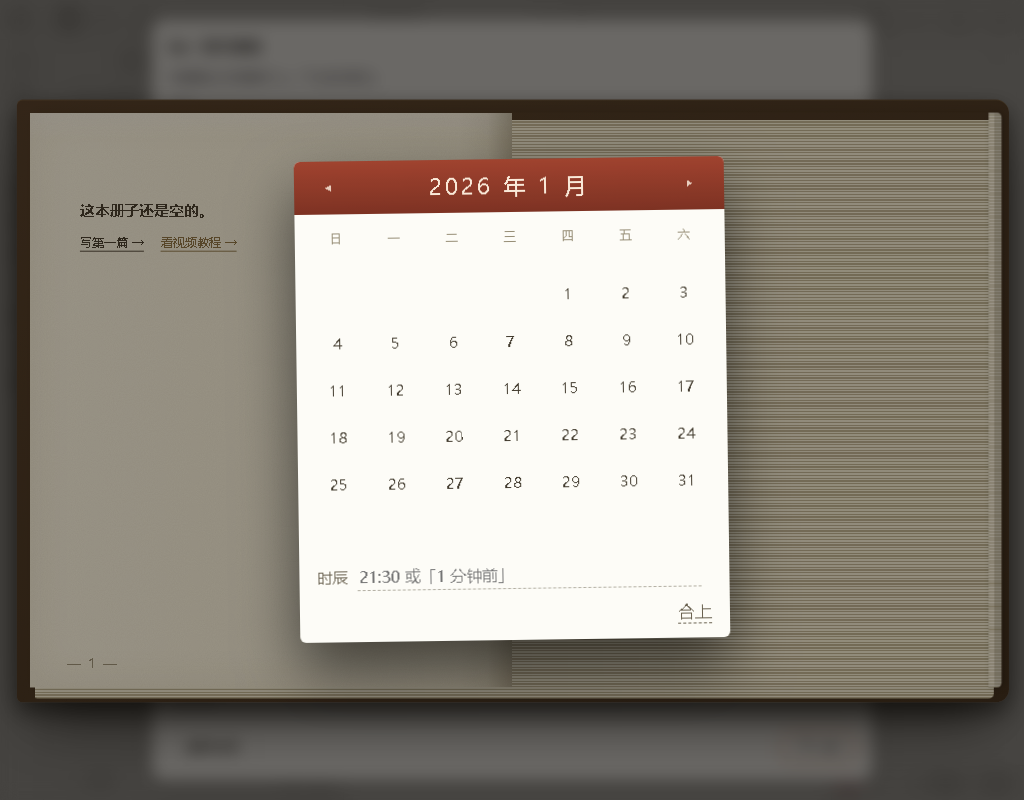 这本册子还是空的。
写第一篇 → 看视频教程 →
— 1 —
◂ 2026 年 1 月 ▸
日 一 二 三 四 五 六
1 2 3
4 5 6 7 8 9 10
11 12 13 14 15 16 17
18 19 20 21 22 23 24
25 26 27 28 29 30 31
时辰 21:30 或「1 分钟前」
合上